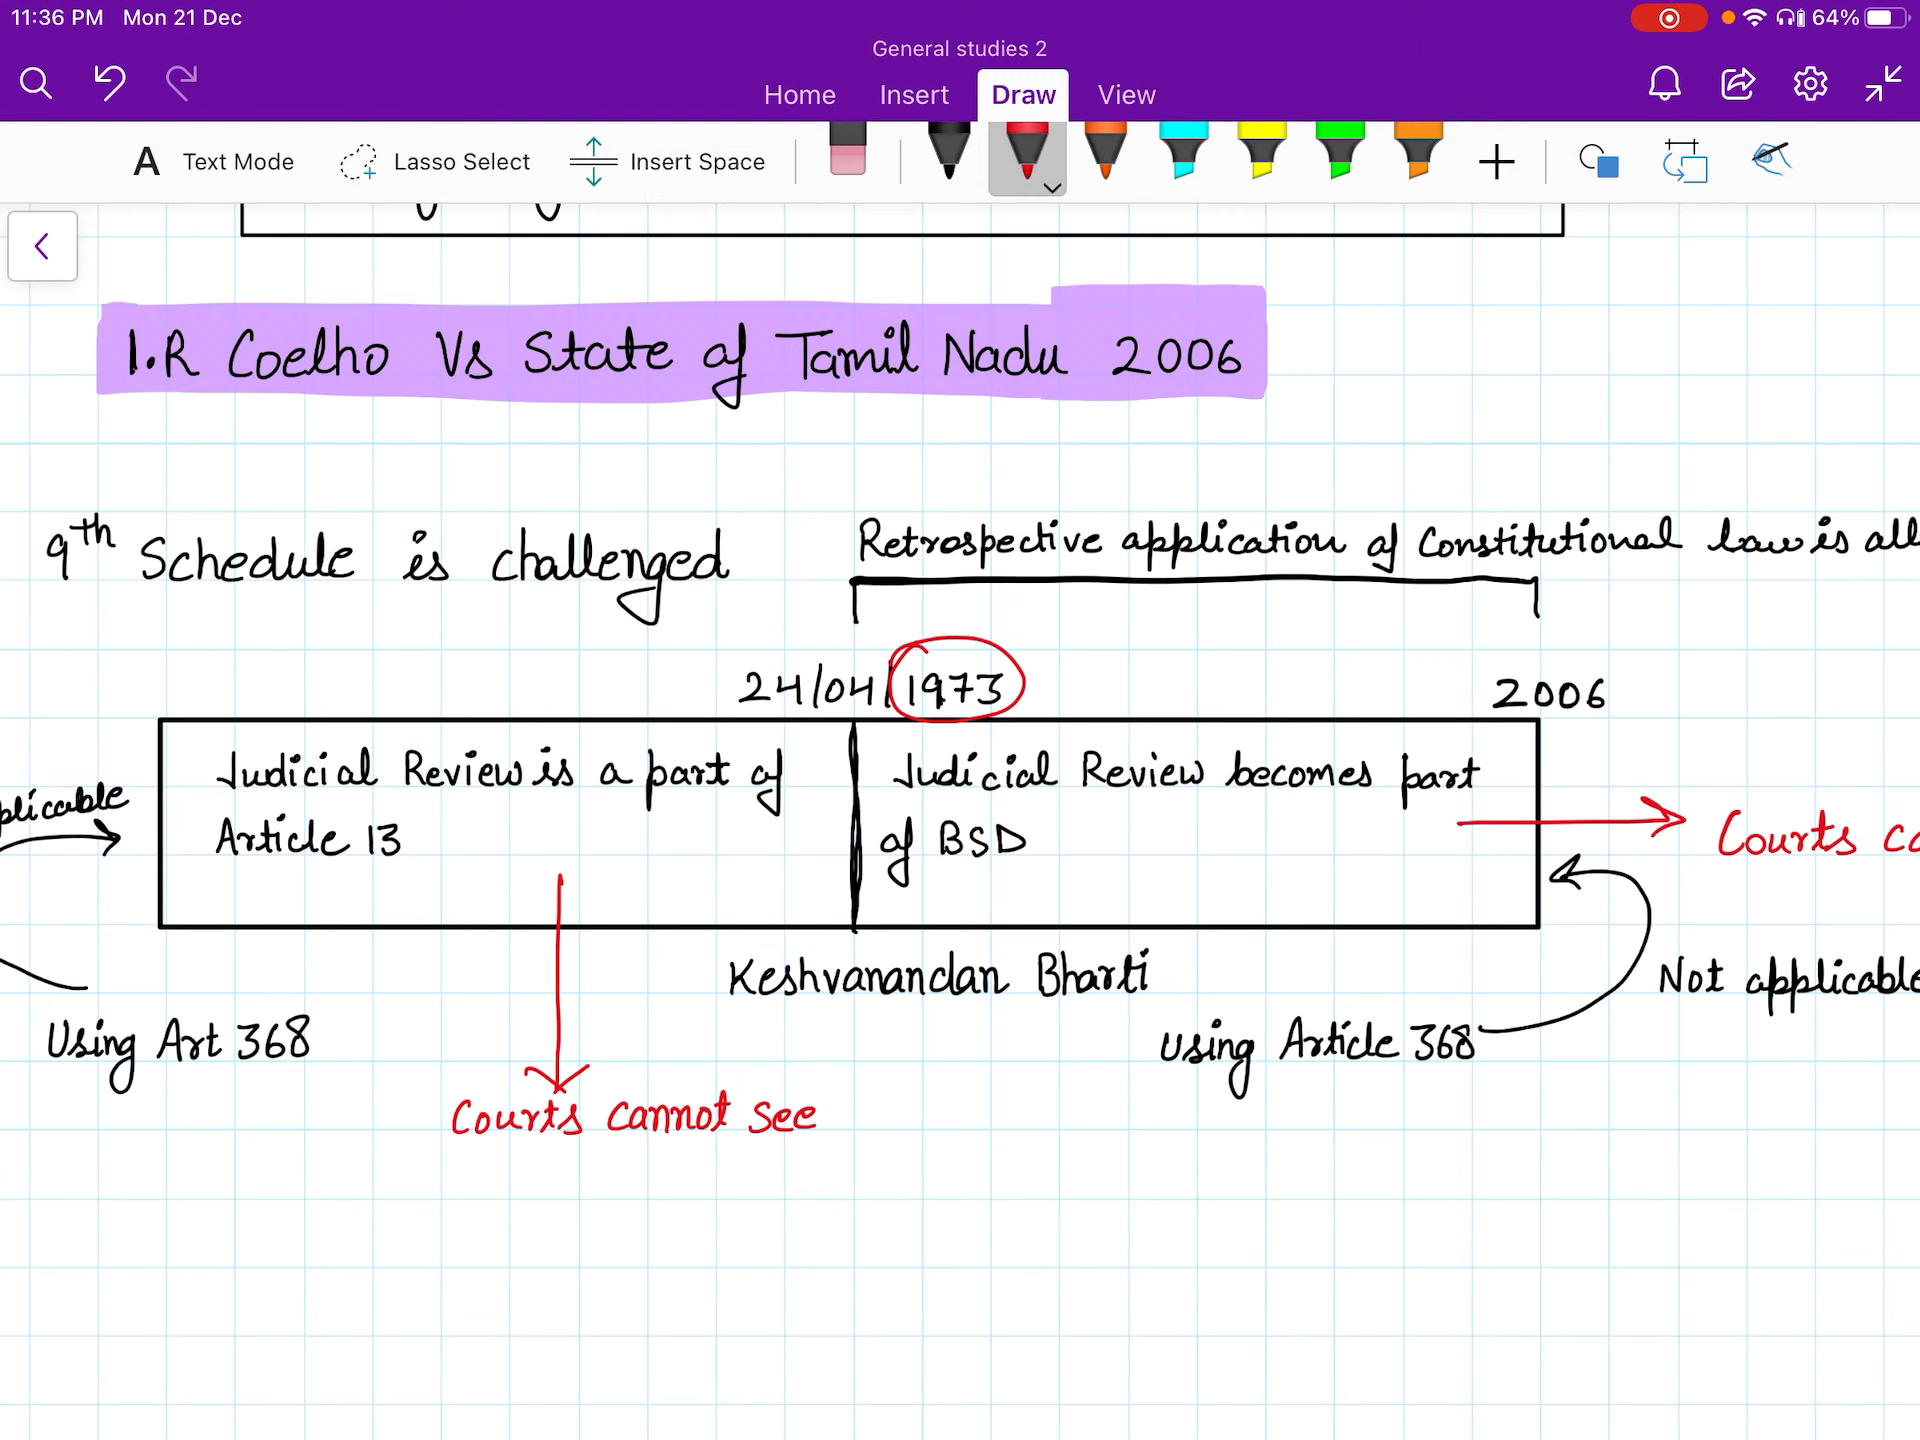 11:36 PM Mon 21 Dec
64%
General studies 2
Home Insert Draw View
A Text Mode Lasso Select Insert Space
I.R Coelho Vs State of Tamil Nadu 2006
9th Schedule is challenged
Retrospective application of Constitutional law is all
24/04/1973
2006
Judicial Review is a part of
Article 13
Judicial Review becomes part
of BSD
plicable
Courts ca
Keshvanandan Bharti
Not applicable
Using Art 368
using Article 368
Courts cannot see